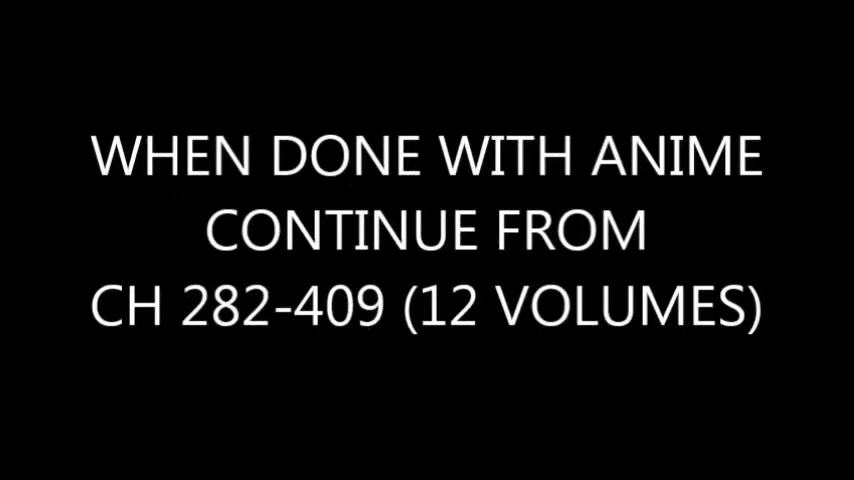 WHEN DONE WITH ANIME
CONTINUE FROM
CH 282-409 (12 VOLUMES)